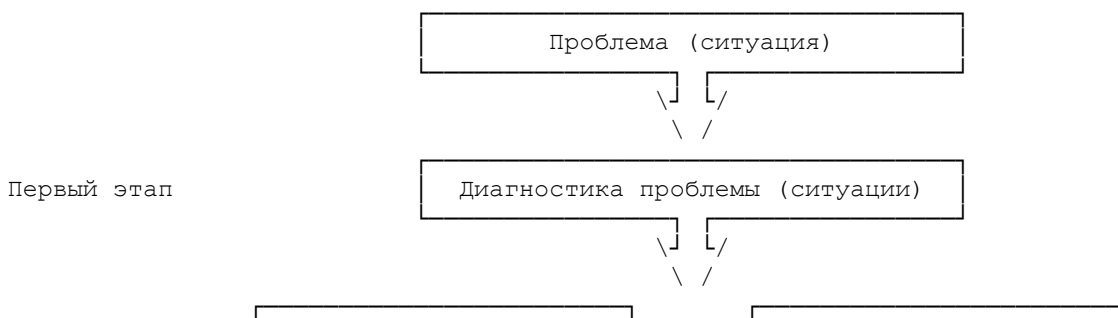 Проблема (ситуация)
Первый этап
Диагностика проблемы (ситуации)